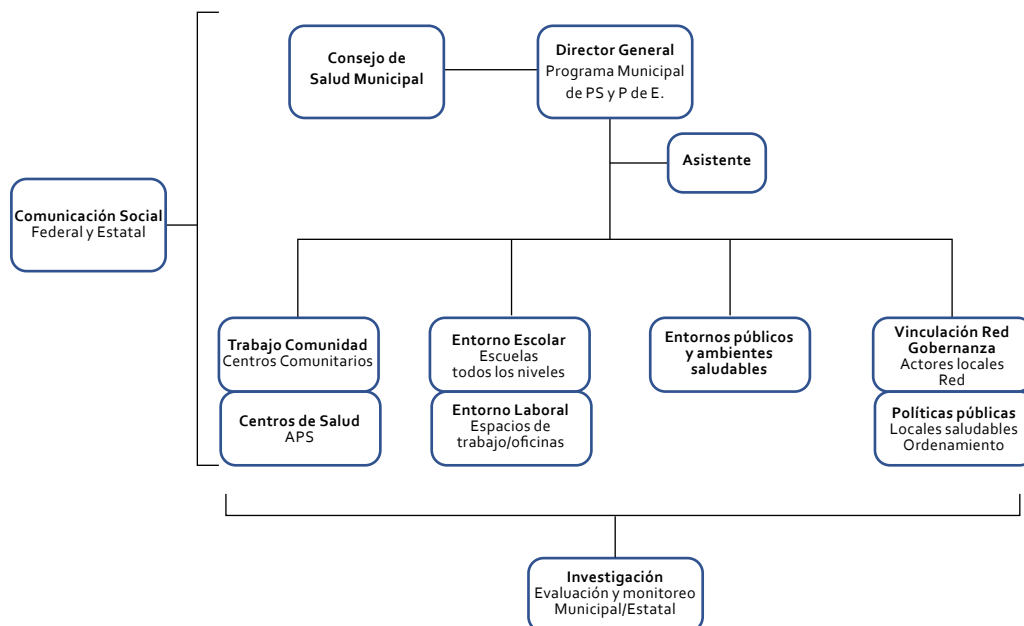 Consejo de
Salud Municipal
Director General
Programa Municipal
de PS y P de E.
Asistente
Comunicación Social
Federal y Estatal
Trabajo Comunidad
Centros Comunitarios
Centros de Salud
APS
Entorno Escolar
Escuelas
todos los niveles
Entorno Laboral
Espacios de
trabajo/oficinas
Entornos públicos
y ambientes
saludables
Vinculación Red
Gobernanza
Actores locales
Red
Políticas públicas
Locales saludables
Ordenamiento
Investigación
Evaluación y monitoreo
Municipal/Estatal